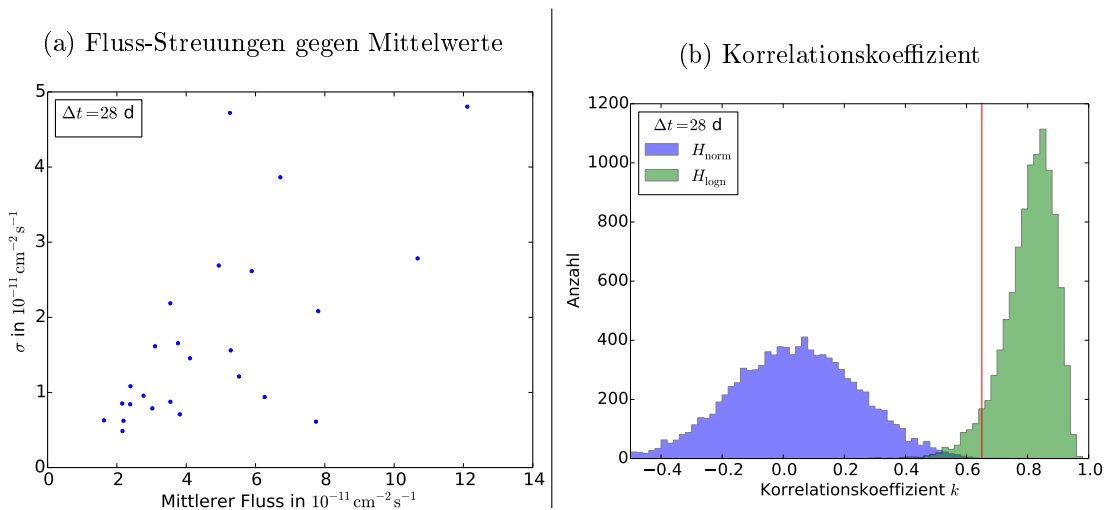 (a) Fluss-Streuungen gegen Mittelwerte
Δt=28 d
5
4
3
2
1
0
σ in 10⁻¹¹ cm⁻² s⁻¹
0 2 4 6 8 10 12 14
Mittlerer Fluss in 10⁻¹¹ cm⁻² s⁻¹
(b) Korrelationskoeffizient
Δt=28 d
H_norm
H_logn
1200
1000
800
600
400
200
0
Anzahl
−0.4 −0.2 0.0 0.2 0.4 0.6 0.8 1.0
Korrelationskoeffizient k